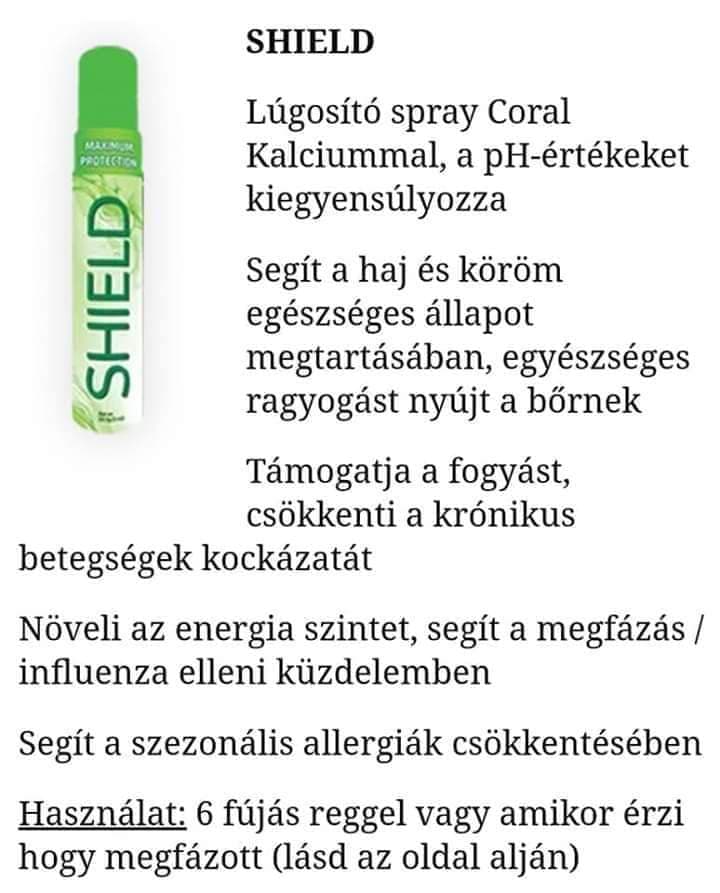 SHIELD
Lúgosító spray Coral
Kalciummal, a pH-értékeket
kiegyensúlyozza
Segít a haj és köröm
egészséges állapot
megtartásában, egyészséges
ragyogást nyújt a bőrnek
Támogatja a fogyást,
csökkenti a krónikus
betegségek kockázatát
Növeli az energia szintet, segít a megfázás /
influenza elleni küzdelemben
Segít a szezonális allergiák csökkentésében
Használat: 6 fújás reggel vagy amikor érzi
hogy megfázott (lásd az oldal alján)
MAXIMUM
PROTECTION
SHIELD